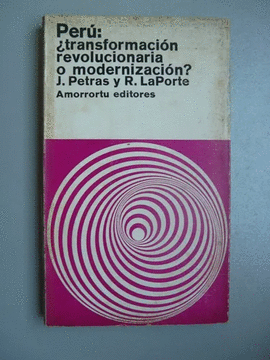 Perú:
¿transformación
revolucionaria
o modernización?
J. Petras y R. LaPorte
Amorrortu editores